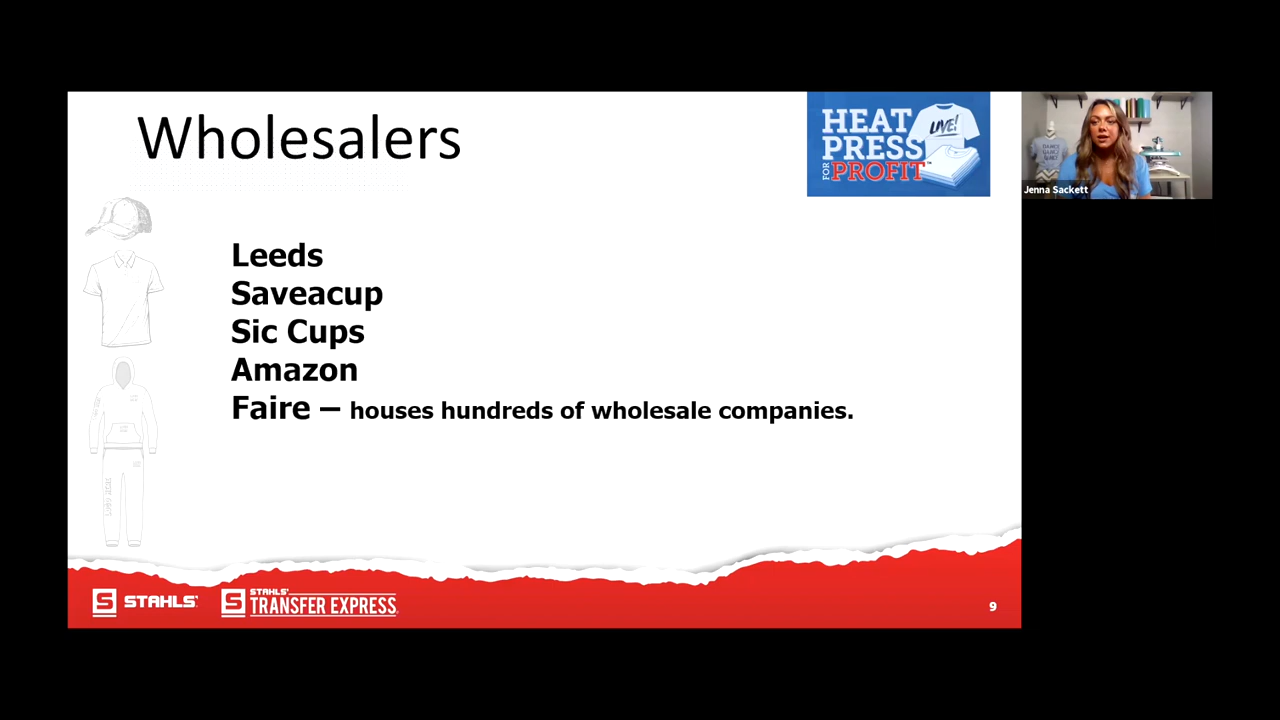 Wholesalers
HEAT
PRESS
FOR PROFIT™
LIVE!
Jenna Sackett
Leeds
Saveacup
Sic Cups
Amazon
Faire – houses hundreds of wholesale companies.
S STAHLS'
S STAHLS'
TRANSFER EXPRESS
9